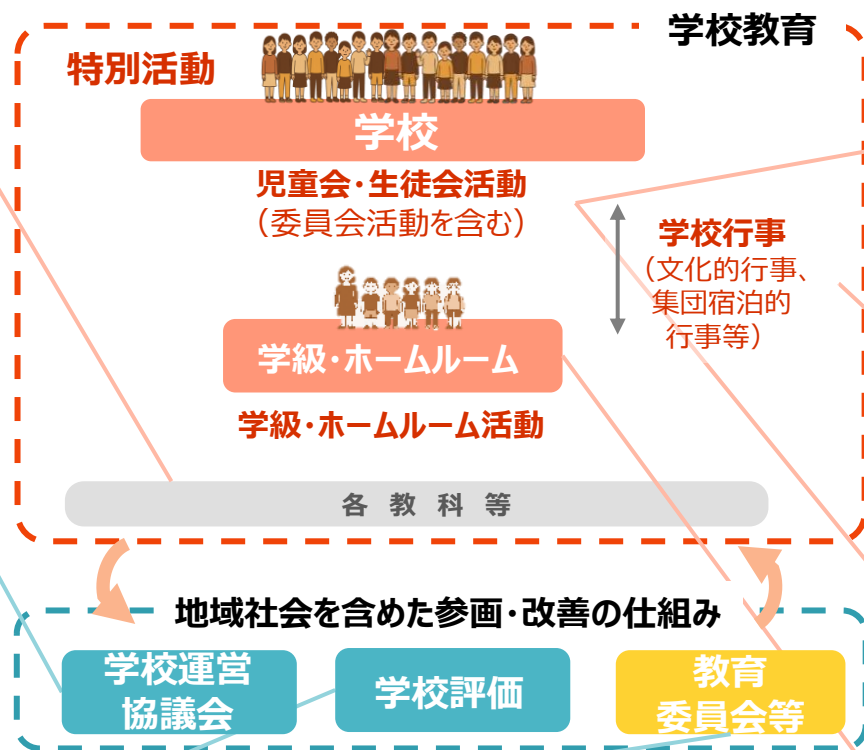 学校教育
特別活動
学校
児童会・生徒会活動
（委員会活動を含む）
学校行事
（文化的行事、
集団宿泊的
行事等）
学級・ホームルーム
学級・ホームルーム活動
各教科等
地域社会を含めた参画・改善の仕組み
学校運営
協議会
学校評価
教育
委員会等